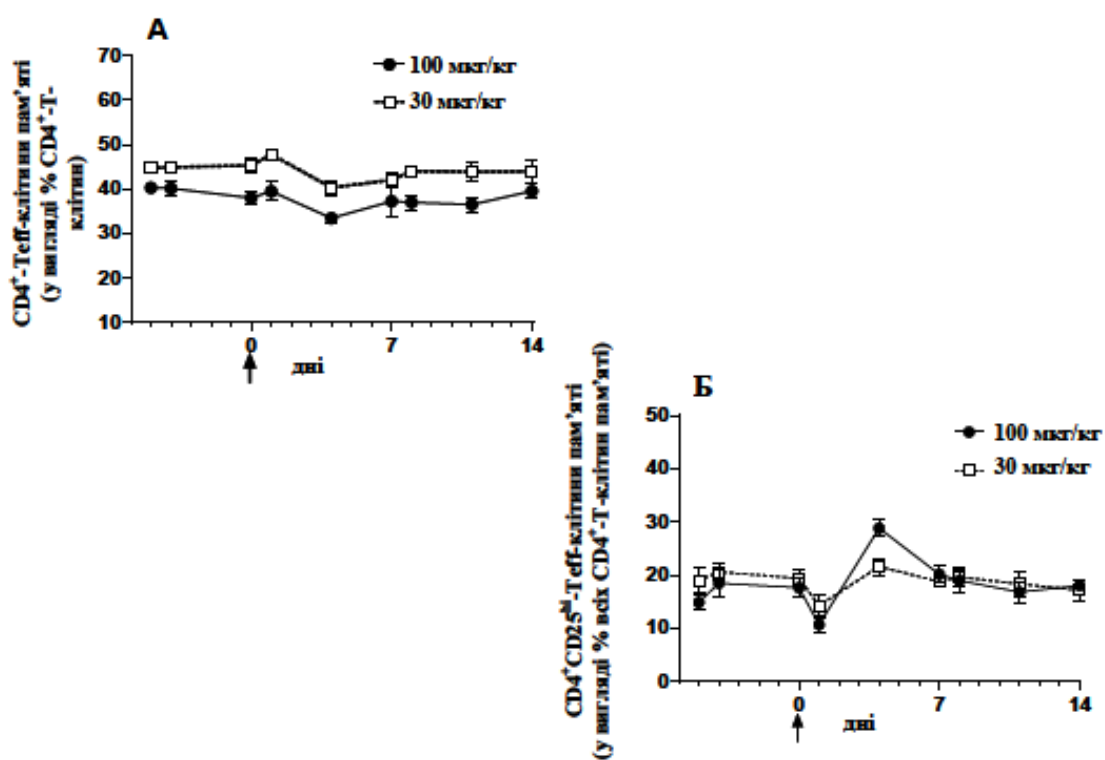 А
CD4⁺-Teff-клітини пам’яті
(у вигляді % CD4⁺-T-
клітин)
70
60
50
40
30
20
10
100 мкг/кг
30 мкг/кг
0
7
14
дні
Б
CD4⁺CD25ʰⁱ-Teff-клітини пам’яті
(у вигляді % всіх CD4⁺-T-клітин пам’яті)
50
40
30
20
10
0
100 мкг/кг
30 мкг/кг
0
7
14
дні